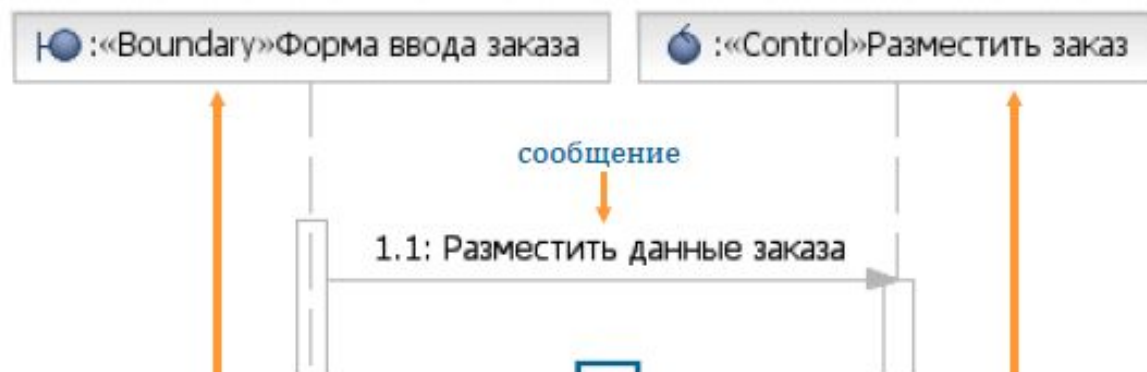 :«Boundary»Форма ввода заказа
:«Control»Разместить заказ
сообщение
1.1: Разместить данные заказа